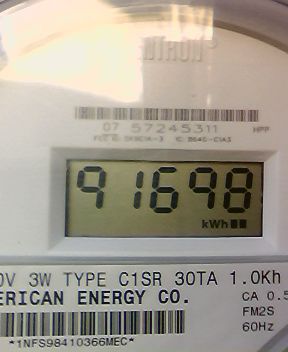 07 57245311 HPP
91698
kWh
0V 3W TYPE C1SR 30TA 1.0Kh
ERICAN ENERGY CO. CA 0.5
FM2S
60Hz
*1NFS98410366MEC*